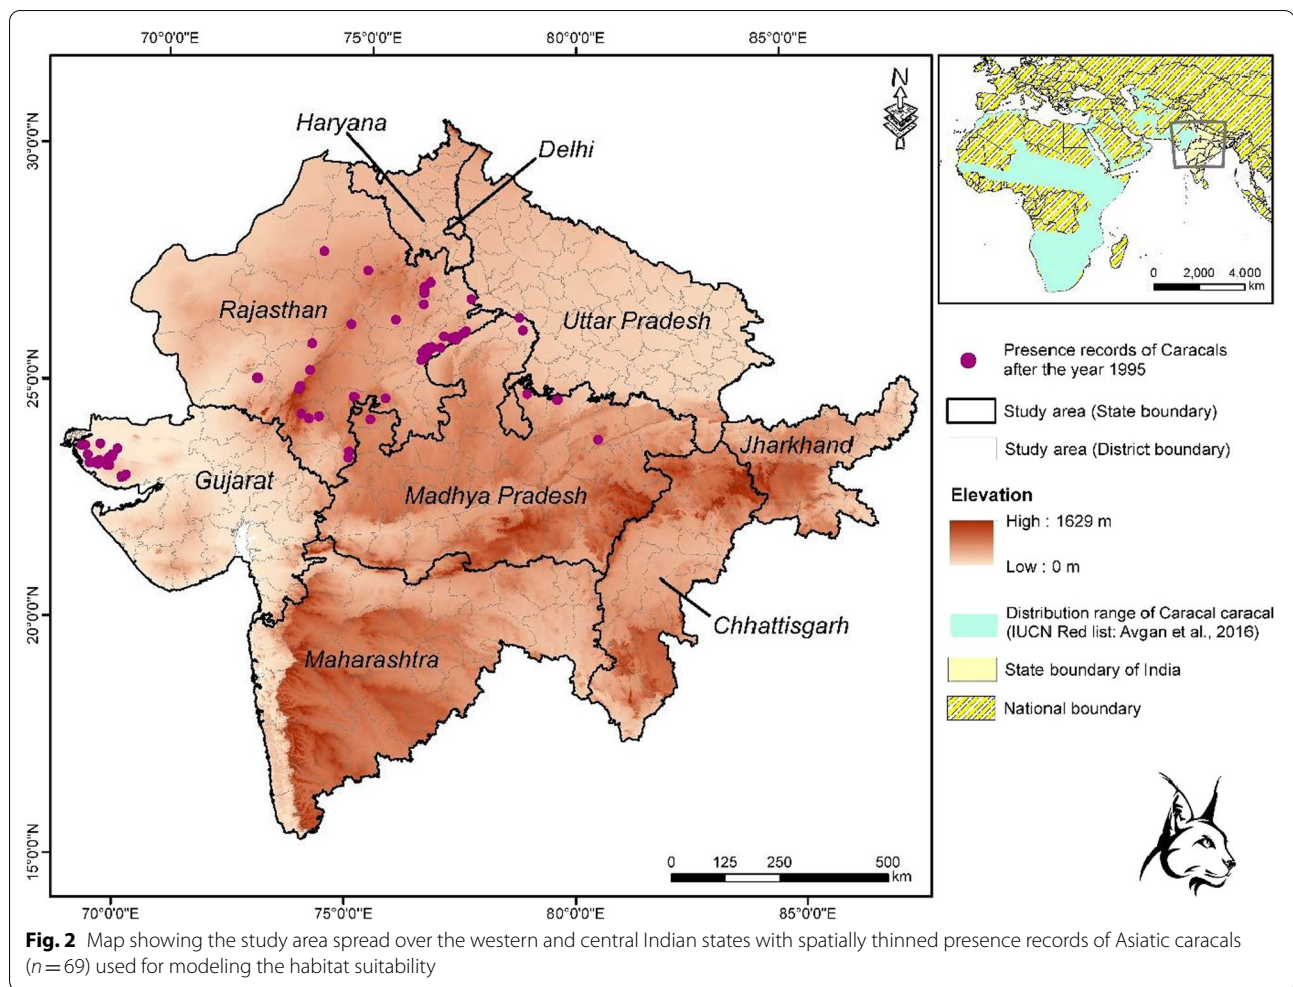 70°0'0"E 75°0'0"E 80°0'0"E 85°0'0"E
30°0'0"N
25°0'0"N
20°0'0"N
15°0'0"N
N
Haryana
Delhi
Rajasthan
Uttar Pradesh
Gujarat
Madhya Pradesh
Jharkhand
Chhattisgarh
Maharashtra
0 125 250 500
km
70°0'0"E 75°0'0"E 80°0'0"E 85°0'0"E
0 2,000 4,000
km
Presence records of Caracals
after the year 1995
Study area (State boundary)
Study area (District boundary)
Elevation
High : 1629 m
Low : 0 m
Distribution range of Caracal caracal
(IUCN Red list: Avgan et al., 2016)
State boundary of India
National boundary
Fig. 2 Map showing the study area spread over the western and central Indian states with spatially thinned presence records of Asiatic caracals
(n = 69) used for modeling the habitat suitability